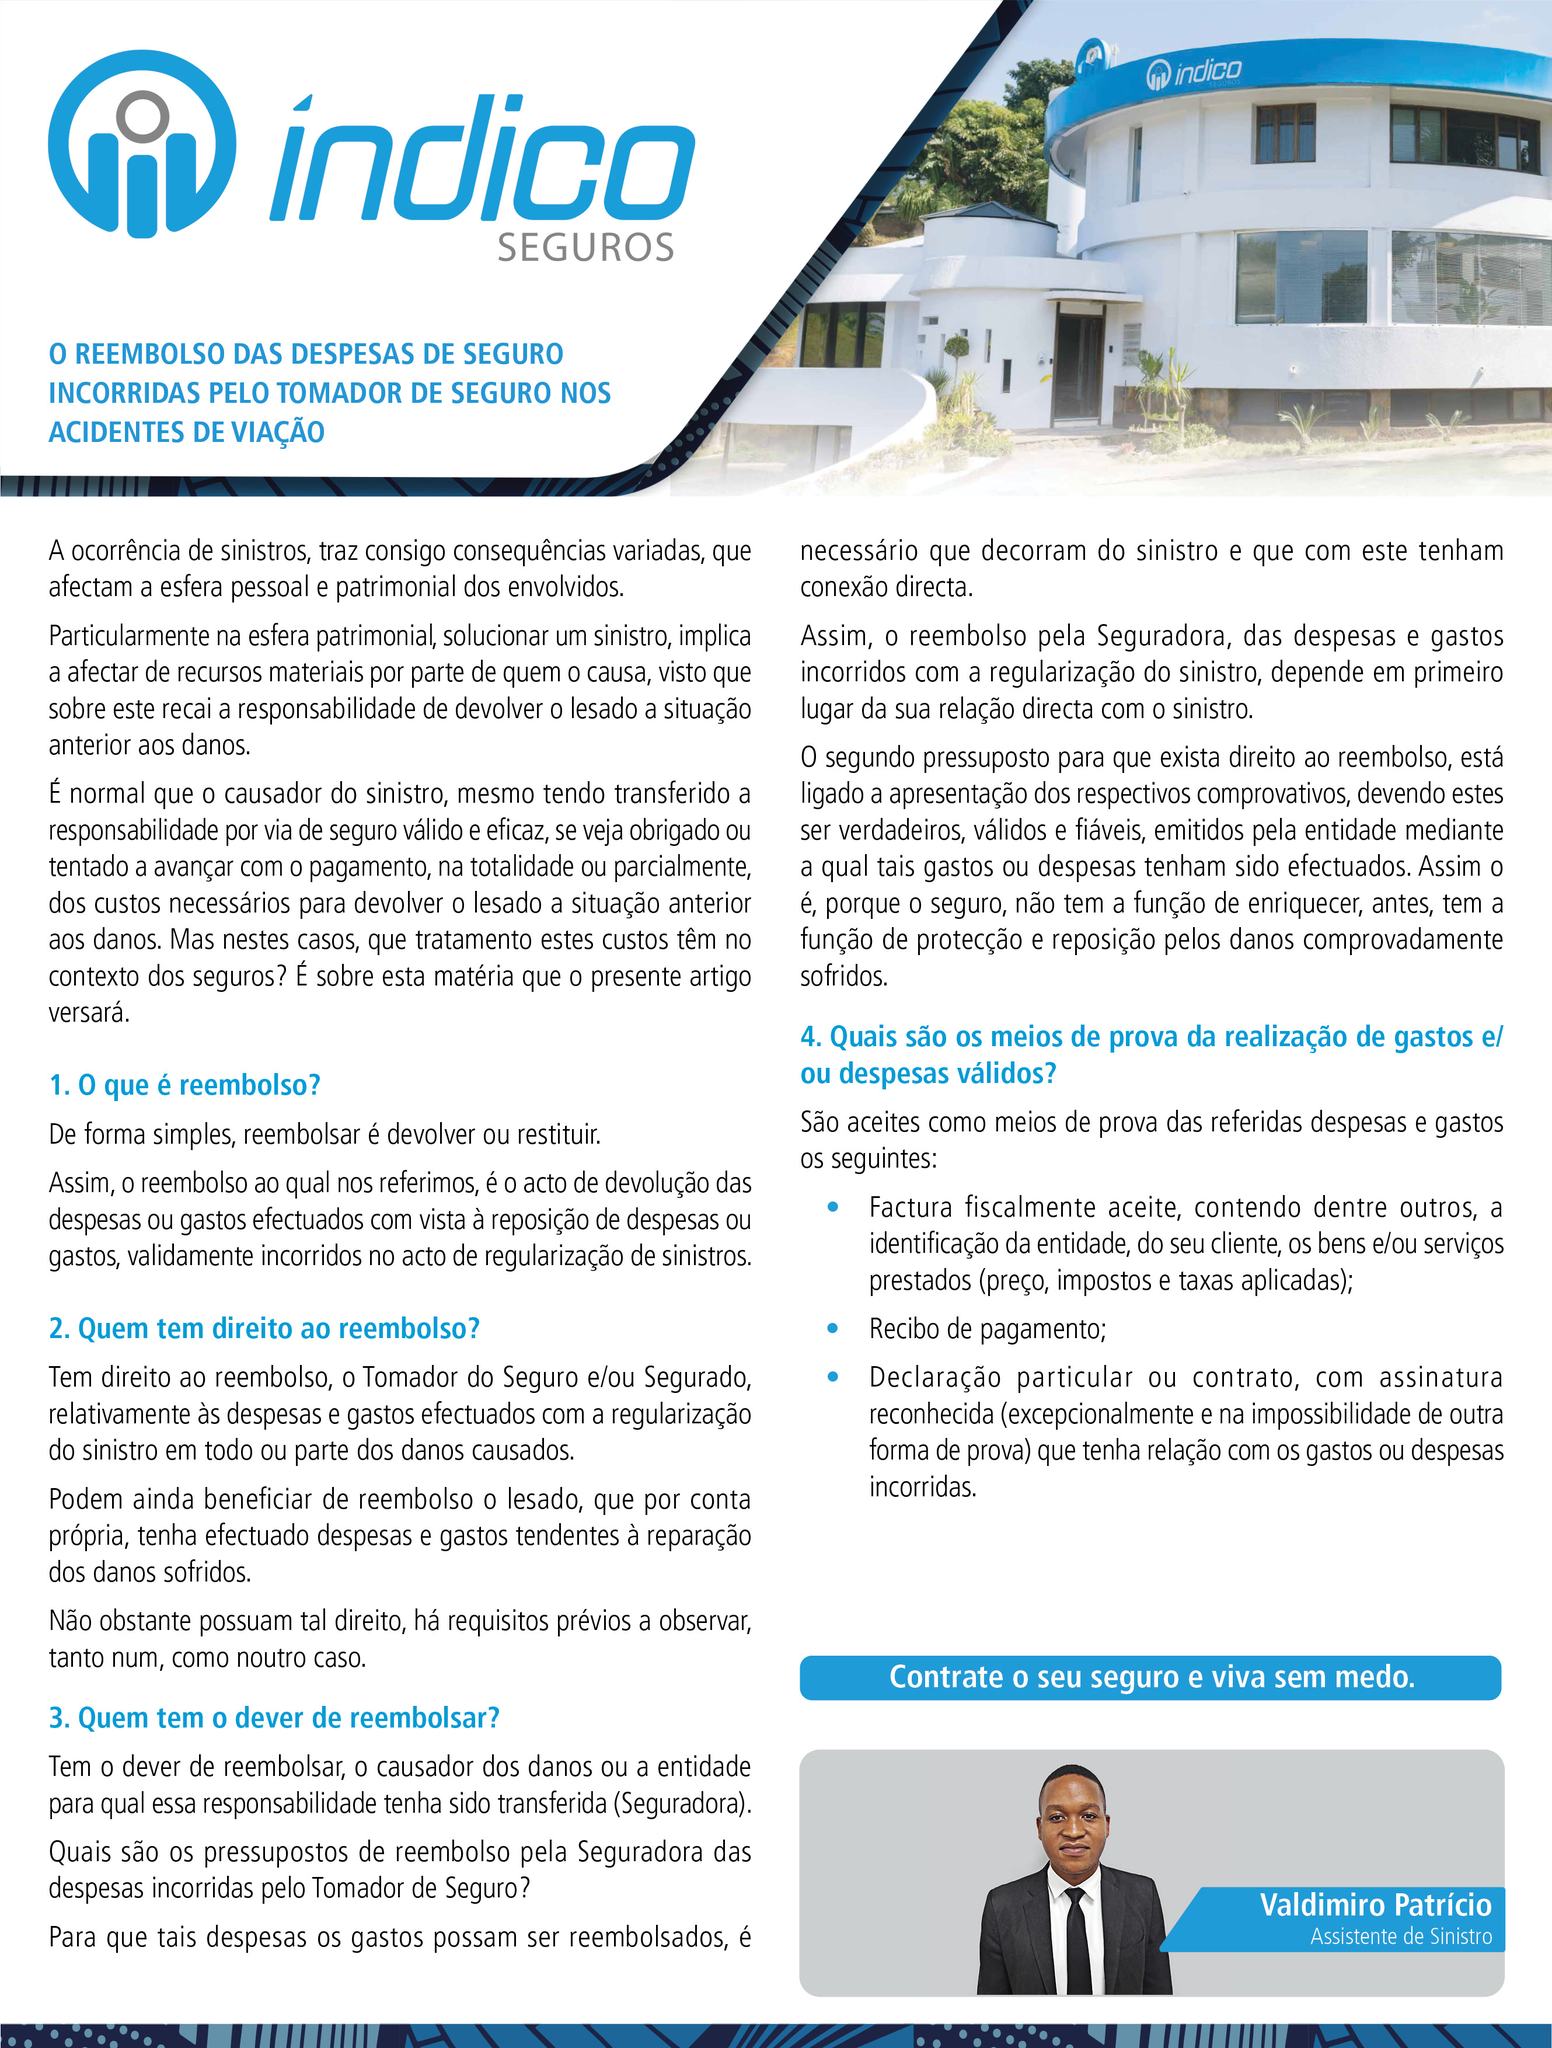 índico
SEGUROS
índico
SEGUROS
O REEMBOLSO DAS DESPESAS DE SEGURO
INCORRIDAS PELO TOMADOR DE SEGURO NOS
ACIDENTES DE VIAÇÃO
A ocorrência de sinistros, traz consigo consequências variadas, que
afectam a esfera pessoal e patrimonial dos envolvidos.
Particularmente na esfera patrimonial, solucionar um sinistro, implica
a afectar de recursos materiais por parte de quem o causa, visto que
sobre este recai a responsabilidade de devolver o lesado a situação
anterior aos danos.
É normal que o causador do sinistro, mesmo tendo transferido a
responsabilidade por via de seguro válido e eficaz, se veja obrigado ou
tentado a avançar com o pagamento, na totalidade ou parcialmente,
dos custos necessários para devolver o lesado a situação anterior
aos danos. Mas nestes casos, que tratamento estes custos têm no
contexto dos seguros? É sobre esta matéria que o presente artigo
versará.
1. O que é reembolso?
De forma simples, reembolsar é devolver ou restituir.
Assim, o reembolso ao qual nos referimos, é o acto de devolução das
despesas ou gastos efectuados com vista à reposição de despesas ou
gastos, validamente incorridos no acto de regularização de sinistros.
2. Quem tem direito ao reembolso?
Tem direito ao reembolso, o Tomador do Seguro e/ou Segurado,
relativamente às despesas e gastos efectuados com a regularização
do sinistro em todo ou parte dos danos causados.
Podem ainda beneficiar de reembolso o lesado, que por conta
própria, tenha efectuado despesas e gastos tendentes à reparação
dos danos sofridos.
Não obstante possuam tal direito, há requisitos prévios a observar,
tanto num, como noutro caso.
3. Quem tem o dever de reembolsar?
Tem o dever de reembolsar, o causador dos danos ou a entidade
para qual essa responsabilidade tenha sido transferida (Seguradora).
Quais são os pressupostos de reembolso pela Seguradora das
despesas incorridas pelo Tomador de Seguro?
Para que tais despesas os gastos possam ser reembolsados, é
necessário que decorram do sinistro e que com este tenham
conexão directa.
Assim, o reembolso pela Seguradora, das despesas e gastos
incorridos com a regularização do sinistro, depende em primeiro
lugar da sua relação directa com o sinistro.
O segundo pressuposto para que exista direito ao reembolso, está
ligado a apresentação dos respectivos comprovativos, devendo estes
ser verdadeiros, válidos e fiáveis, emitidos pela entidade mediante
a qual tais gastos ou despesas tenham sido efectuados. Assim o
é, porque o seguro, não tem a função de enriquecer, antes, tem a
função de protecção e reposição pelos danos comprovadamente
sofridos.
4. Quais são os meios de prova da realização de gastos e/
ou despesas válidos?
São aceites como meios de prova das referidas despesas e gastos
os seguintes:
• Factura fiscalmente aceite, contendo dentre outros, a
identificação da entidade, do seu cliente, os bens e/ou serviços
prestados (preço, impostos e taxas aplicadas);
• Recibo de pagamento;
• Declaração particular ou contrato, com assinatura
reconhecida (excepcionalmente e na impossibilidade de outra
forma de prova) que tenha relação com os gastos ou despesas
incorridas.
Contrate o seu seguro e viva sem medo.
Valdimiro Patrício
Assistente de Sinistro